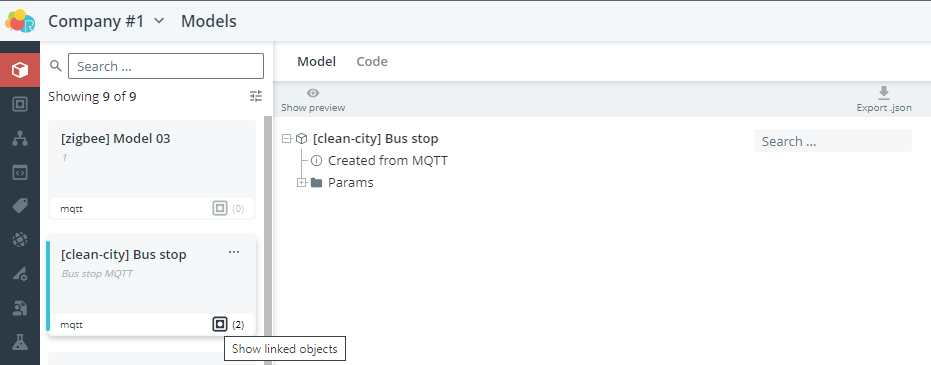 Company #1 Models
Search ...
Showing 9 of 9
[zigbee] Model 03
1
mqtt (0)
[clean-city] Bus stop ...
Bus stop MQTT
mqtt (2)
Show linked objects
Model Code
Show preview
Export .json
[clean-city] Bus stop
Search ...
Created from MQTT
Params